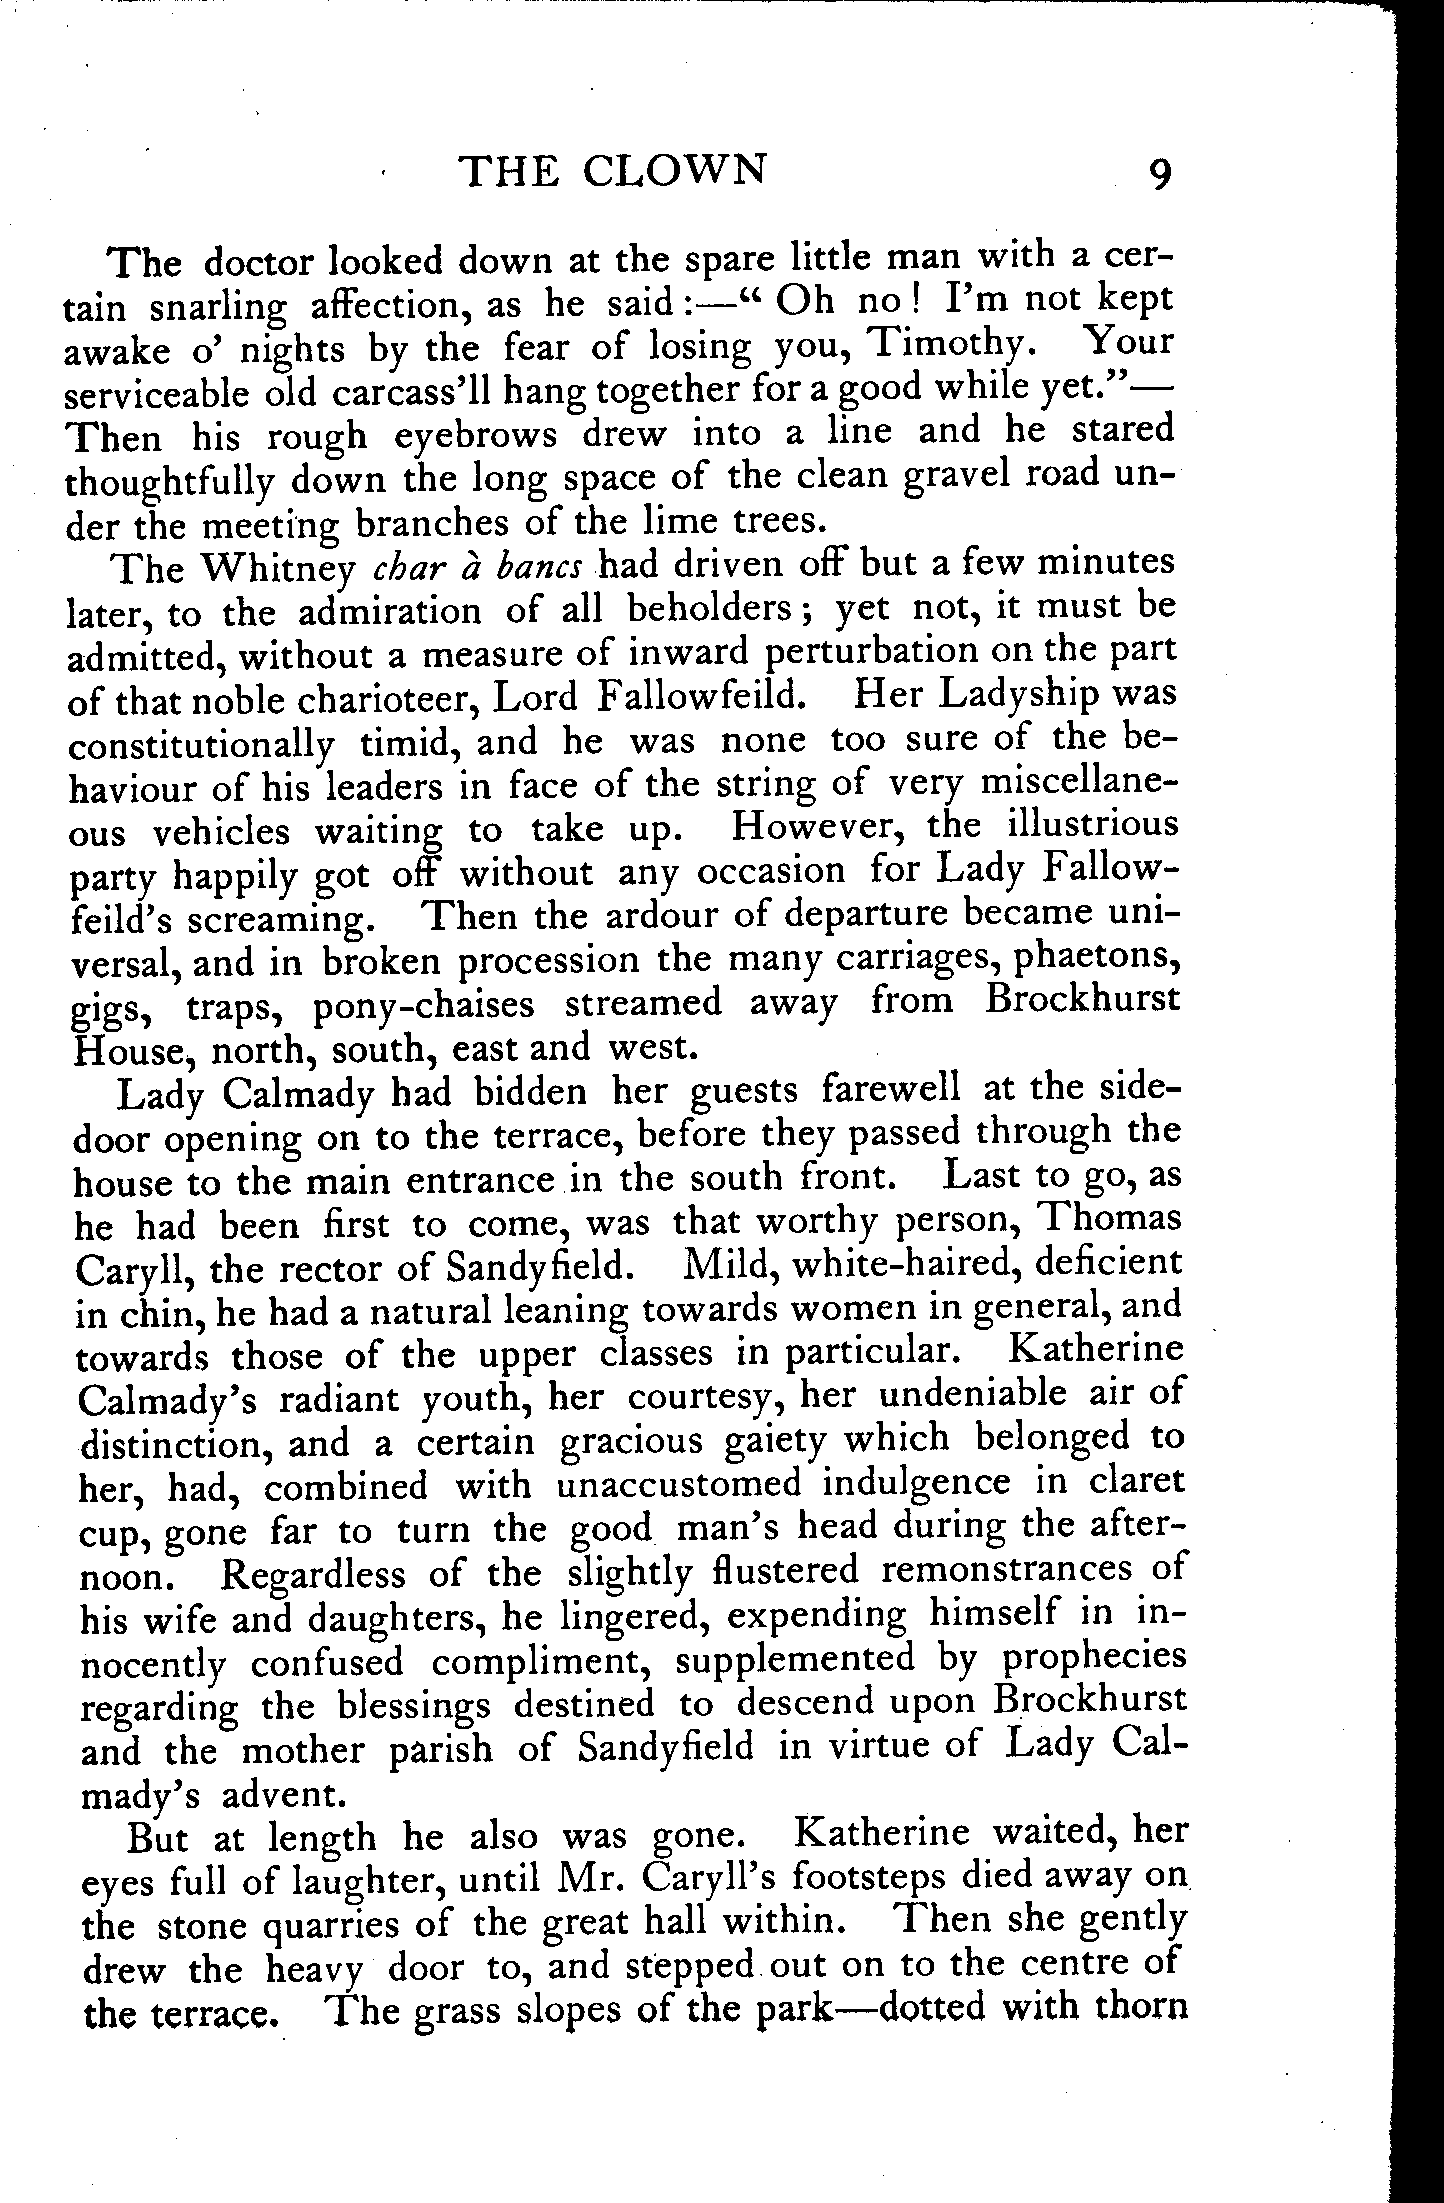 THE CLOWN 9
The doctor looked down at the spare little man with a cer-
tain snarling affection, as he said :—“ Oh no ! I'm not kept
awake o' nights by the fear of losing you, Timothy. Your
serviceable old carcass'll hang together for a good while yet.”—
Then his rough eyebrows drew into a line and he stared
thoughtfully down the long space of the clean gravel road un-
der the meeting branches of the lime trees.
The Whitney char à bancs had driven off but a few minutes
later, to the admiration of all beholders ; yet not, it must be
admitted, without a measure of inward perturbation on the part
of that noble charioteer, Lord Fallowfeild. Her Ladyship was
constitutionally timid, and he was none too sure of the be-
haviour of his leaders in face of the string of very miscellane-
ous vehicles waiting to take up. However, the illustrious
party happily got off without any occasion for Lady Fallow-
feild's screaming. Then the ardour of departure became uni-
versal, and in broken procession the many carriages, phaetons,
gigs, traps, pony-chaises streamed away from Brockhurst
House, north, south, east and west.
Lady Calmady had bidden her guests farewell at the side-
door opening on to the terrace, before they passed through the
house to the main entrance in the south front. Last to go, as
he had been first to come, was that worthy person, Thomas
Caryll, the rector of Sandyfield. Mild, white-haired, deficient
in chin, he had a natural leaning towards women in general, and
towards those of the upper classes in particular. Katherine
Calmady's radiant youth, her courtesy, her undeniable air of
distinction, and a certain gracious gaiety which belonged to
her, had, combined with unaccustomed indulgence in claret
cup, gone far to turn the good man's head during the after-
noon. Regardless of the slightly flustered remonstrances of
his wife and daughters, he lingered, expending himself in in-
nocently confused compliment, supplemented by prophecies
regarding the blessings destined to descend upon Brockhurst
and the mother parish of Sandyfield in virtue of Lady Cal-
mady's advent.
But at length he also was gone. Katherine waited, her
eyes full of laughter, until Mr. Caryll's footsteps died away on
the stone quarries of the great hall within. Then she gently
drew the heavy door to, and stepped out on to the centre of
the terrace. The grass slopes of the park—dotted with thorn